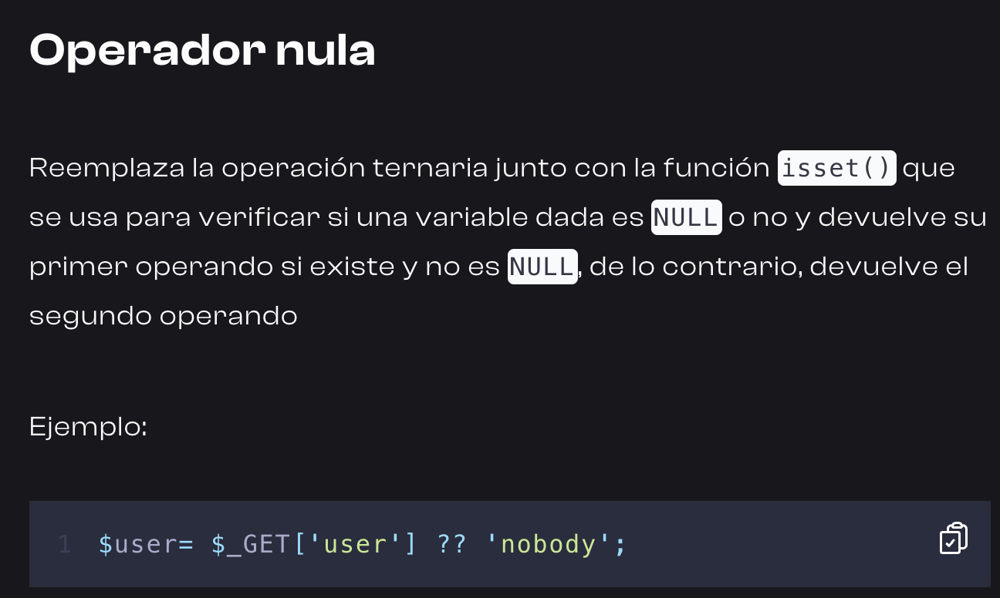 Operador nula
Reemplaza la operación ternaria junto con la función isset() que
se usa para verificar si una variable dada es NULL o no y devuelve su
primer operando si existe y no es NULL, de lo contrario, devuelve el
segundo operando
Ejemplo:
1 $user= $_GET['user'] ?? 'nobody';